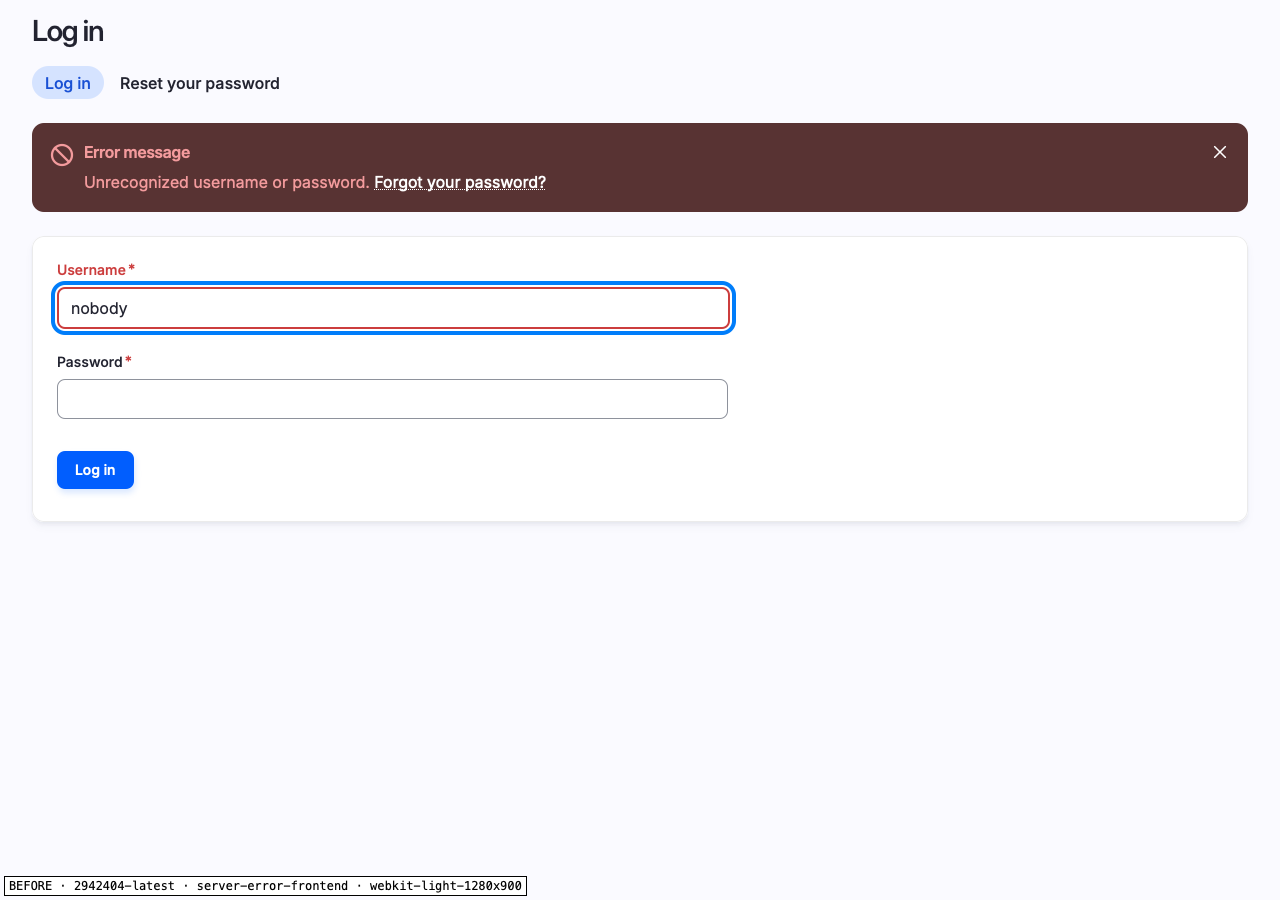 Log in
Log in Reset your password
Error message
Unrecognized username or password. Forgot your password?
Username*
nobody
Password*
Log in
BEFORE · 2942404-latest · server-error-frontend · webkit-light-1280x900